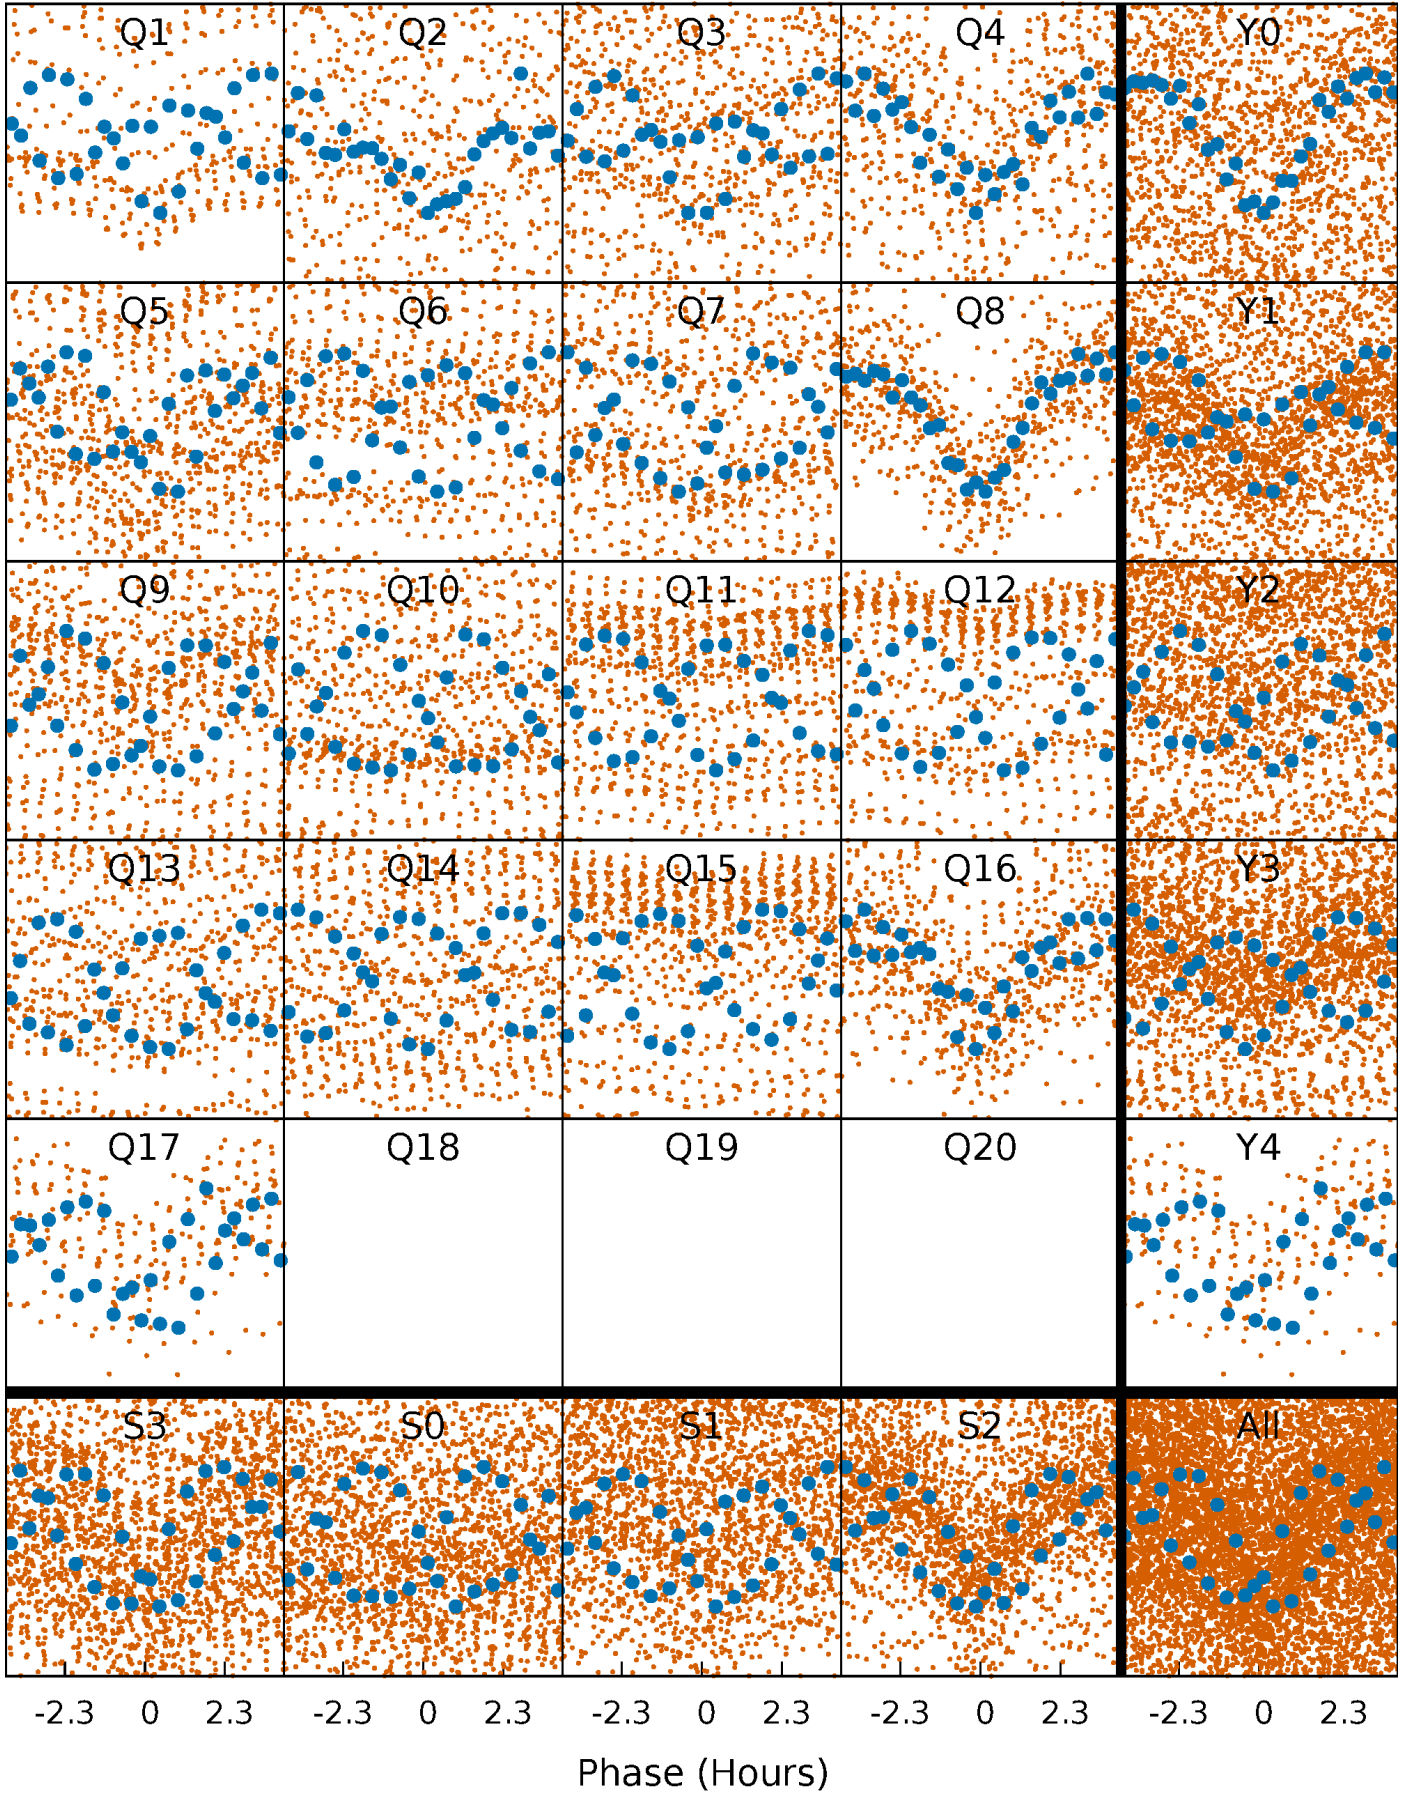 Q1 Q2 Q3 Q4 Y0
Q5 Q6 Q7 Q8 Y1
Q9 Q10 Q11 Q12 Y2
Q13 Q14 Q15 Q16 Y3
Q17 Q18 Q19 Q20 Y4
S3 S0 S1 S2 All
-2.3 0 2.3 -2.3 0 2.3 -2.3 0 2.3 -2.3 0 2.3 -2.3 0 2.3
Phase (Hours)